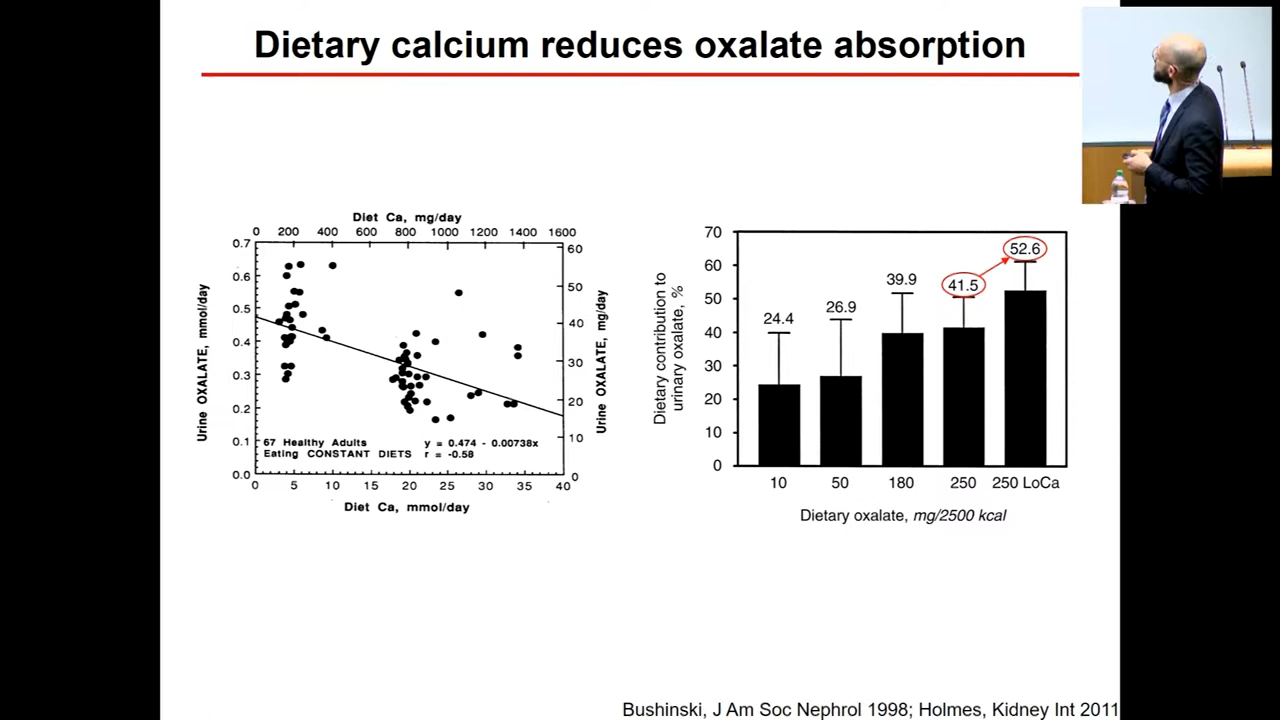 Dietary calcium reduces oxalate absorption
Diet Ca, mg/day
0 200 400 600 800 1000 1200 1400 1600
0.7
0.6
0.5
0.4
0.3
0.2
0.1
0.0
Urine OXALATE, mmol/day
60
50
40
30
20
10
0
Urine OXALATE, mg/day
67 Healthy Adults
Eating CONSTANT DIETS
y = 0.474 - 0.00738x
r = -0.58
0 5 10 15 20 25 30 35 40
Diet Ca, mmol/day
Dietary contribution to
urinary oxalate, %
70
60
50
40
30
20
10
0
24.4
26.9
39.9
41.5
52.6
10 50 180 250 250 LoCa
Dietary oxalate, mg/2500 kcal
Bushinski, J Am Soc Nephrol 1998; Holmes, Kidney Int 2011